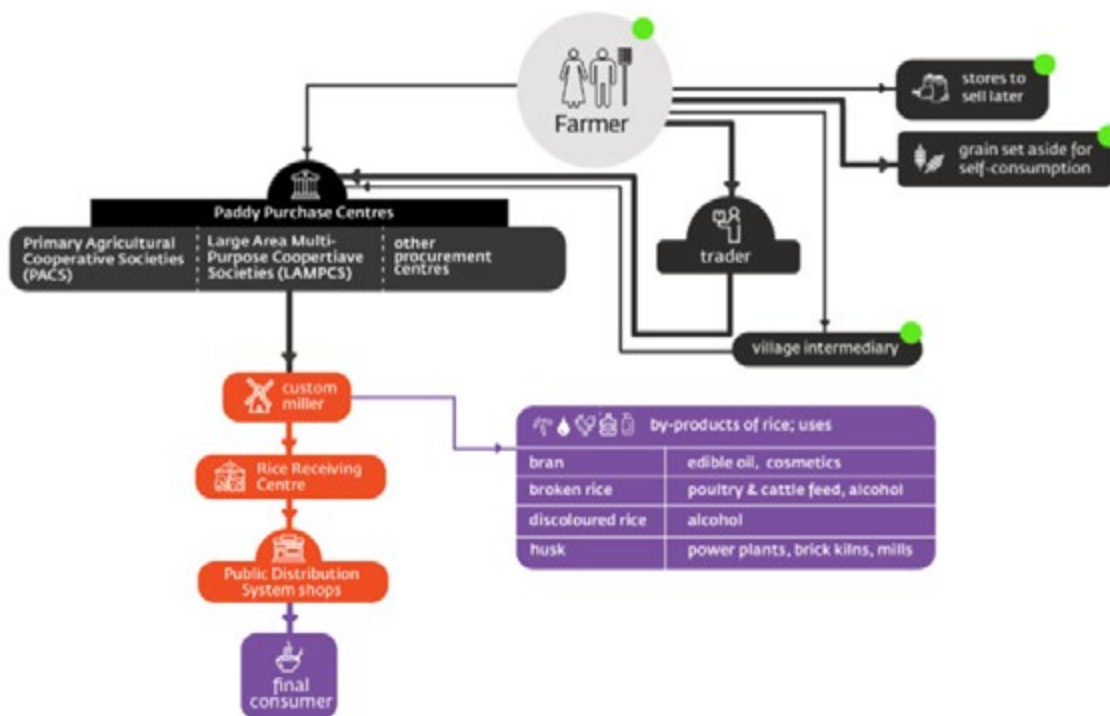 Farmer
stores to
sell later
grain set aside for
self-consumption
Paddy Purchase Centres
Primary Agricultural
Cooperative Societies
(PACS)
Large Area Multi-
Purpose Coopertiave
Societies (LAMPCS)
other
procurement
centres
trader
village intermediary
custom
miller
by-products of rice; uses
bran edible oil, cosmetics
broken rice poultry & cattle feed, alcohol
discoloured rice alcohol
husk power plants, brick kilns, mills
Rice Receiving
Centre
Public Distribution
System shops
final
consumer